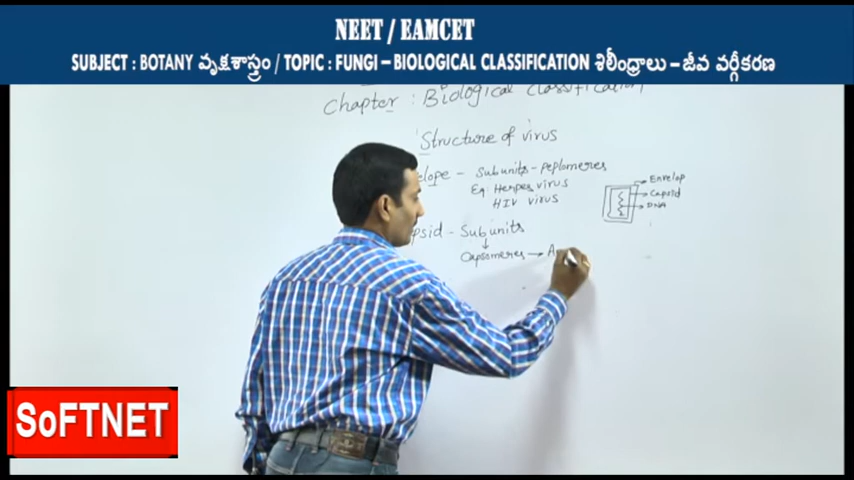 NEET / EAMCET
SUBJECT : BOTANY వృక్షశాస్త్రం / TOPIC : FUNGI – BIOLOGICAL CLASSIFICATION శిలీంధ్రాలు – జీవ వర్గీకరణ
Chapter : Biological Classification
Structure of virus
elope - Subunits - peplomeres
Eg: Herpes virus
HIV virus
Envelop
Capsid
DNA
psid - Subunits
Capsomeres → A
SoFTNET